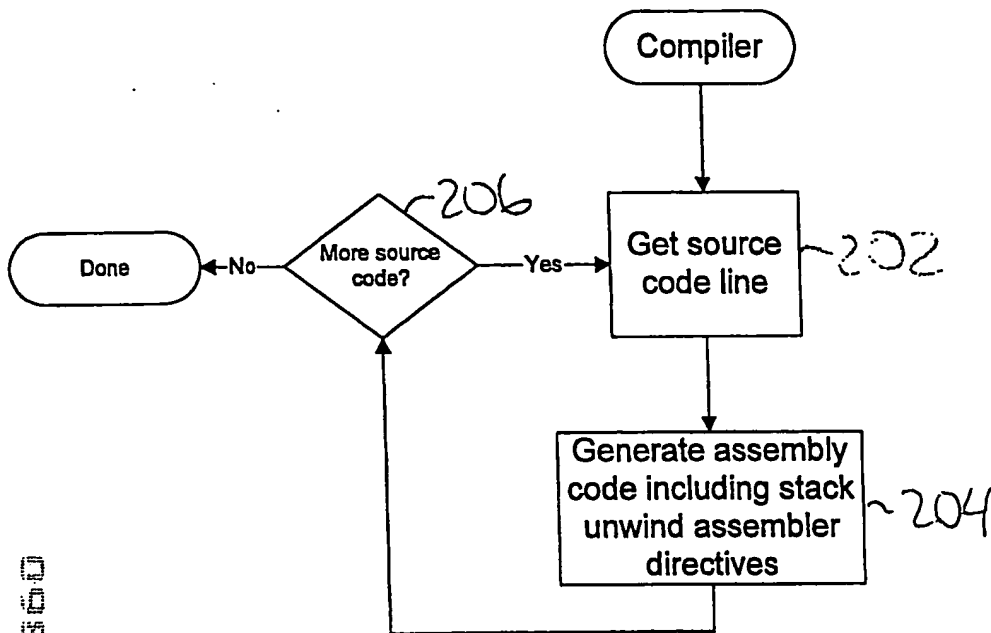 Compiler
206
More source
code?
Done
No
Yes
Get source
code line
202
Generate assembly
code including stack
unwind assembler
directives
204